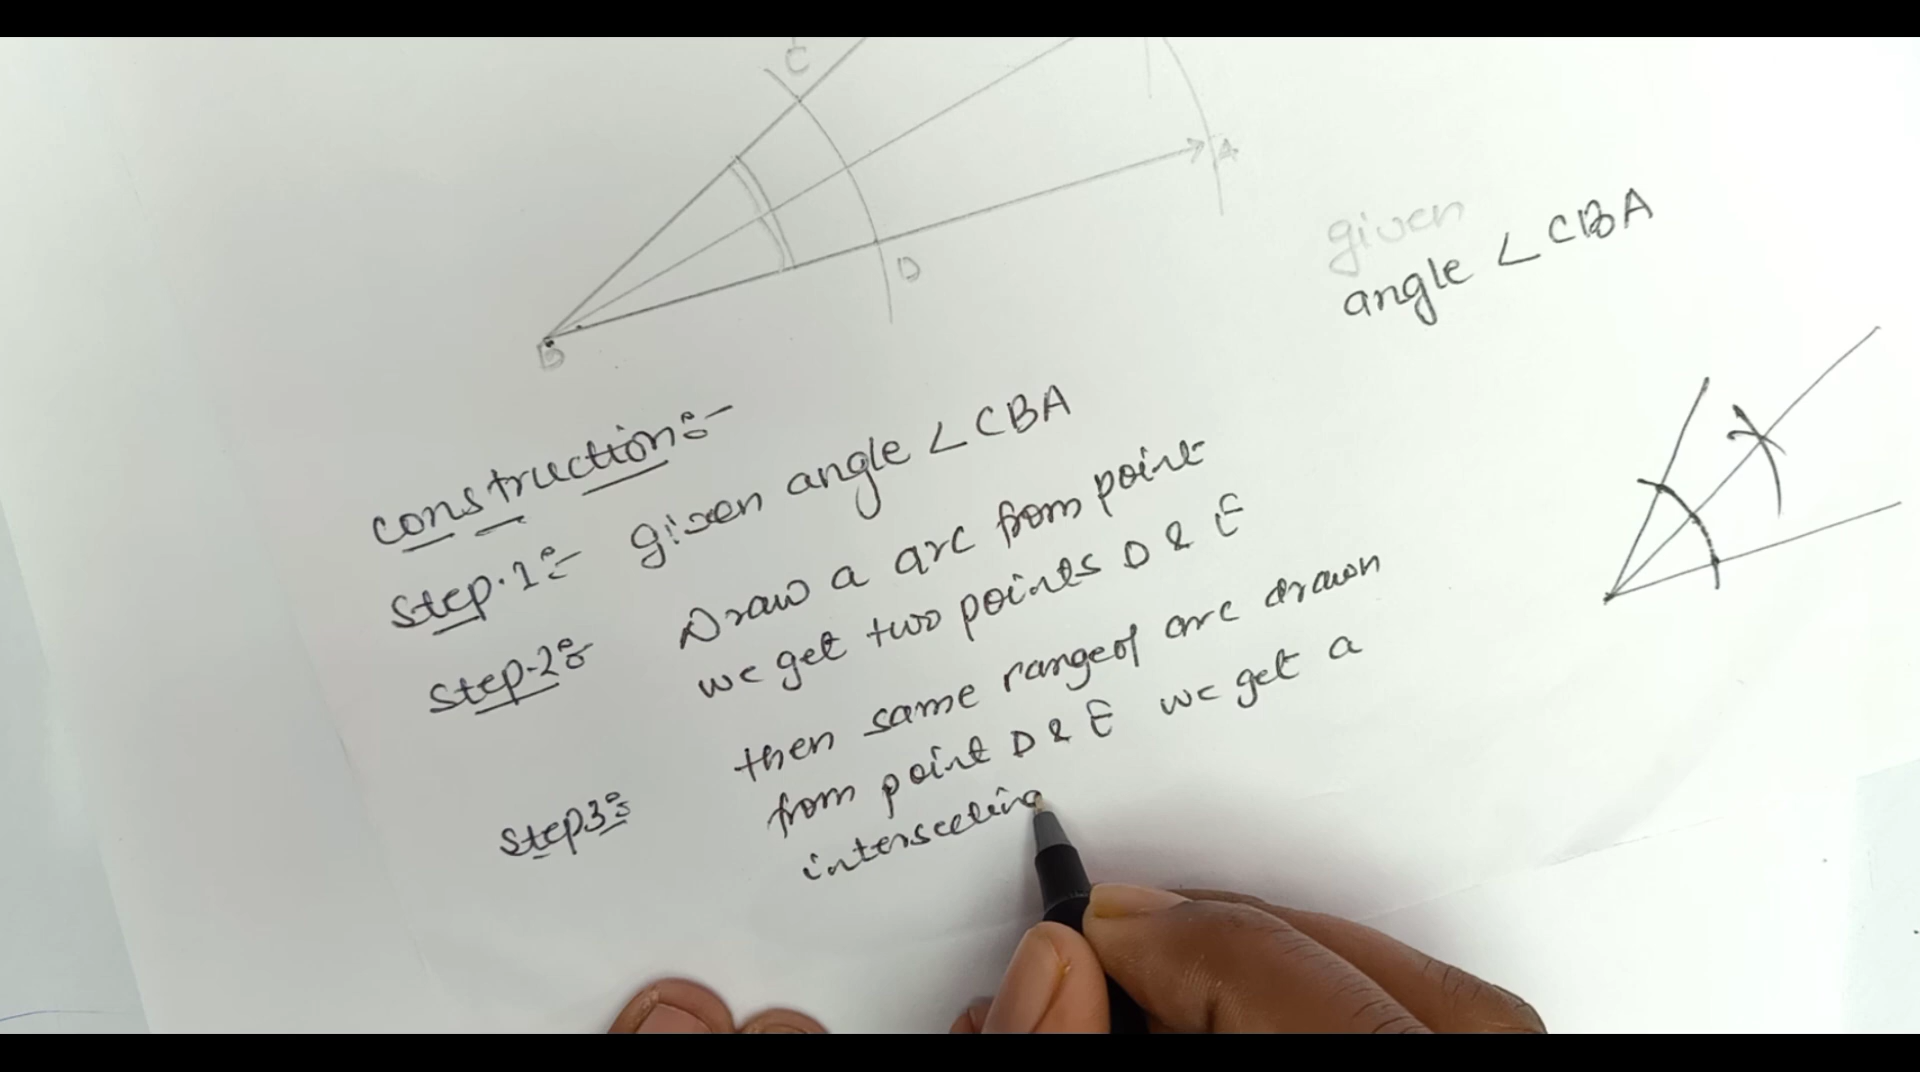 C
A
D
B
given
angle ∠CBA
construction:-
Step.1:- given angle ∠CBA
Step-2:- Draw a arc from point
we get two points D & E
then same range of arc drawn
Step3:- from point D & E we get a
intersecting